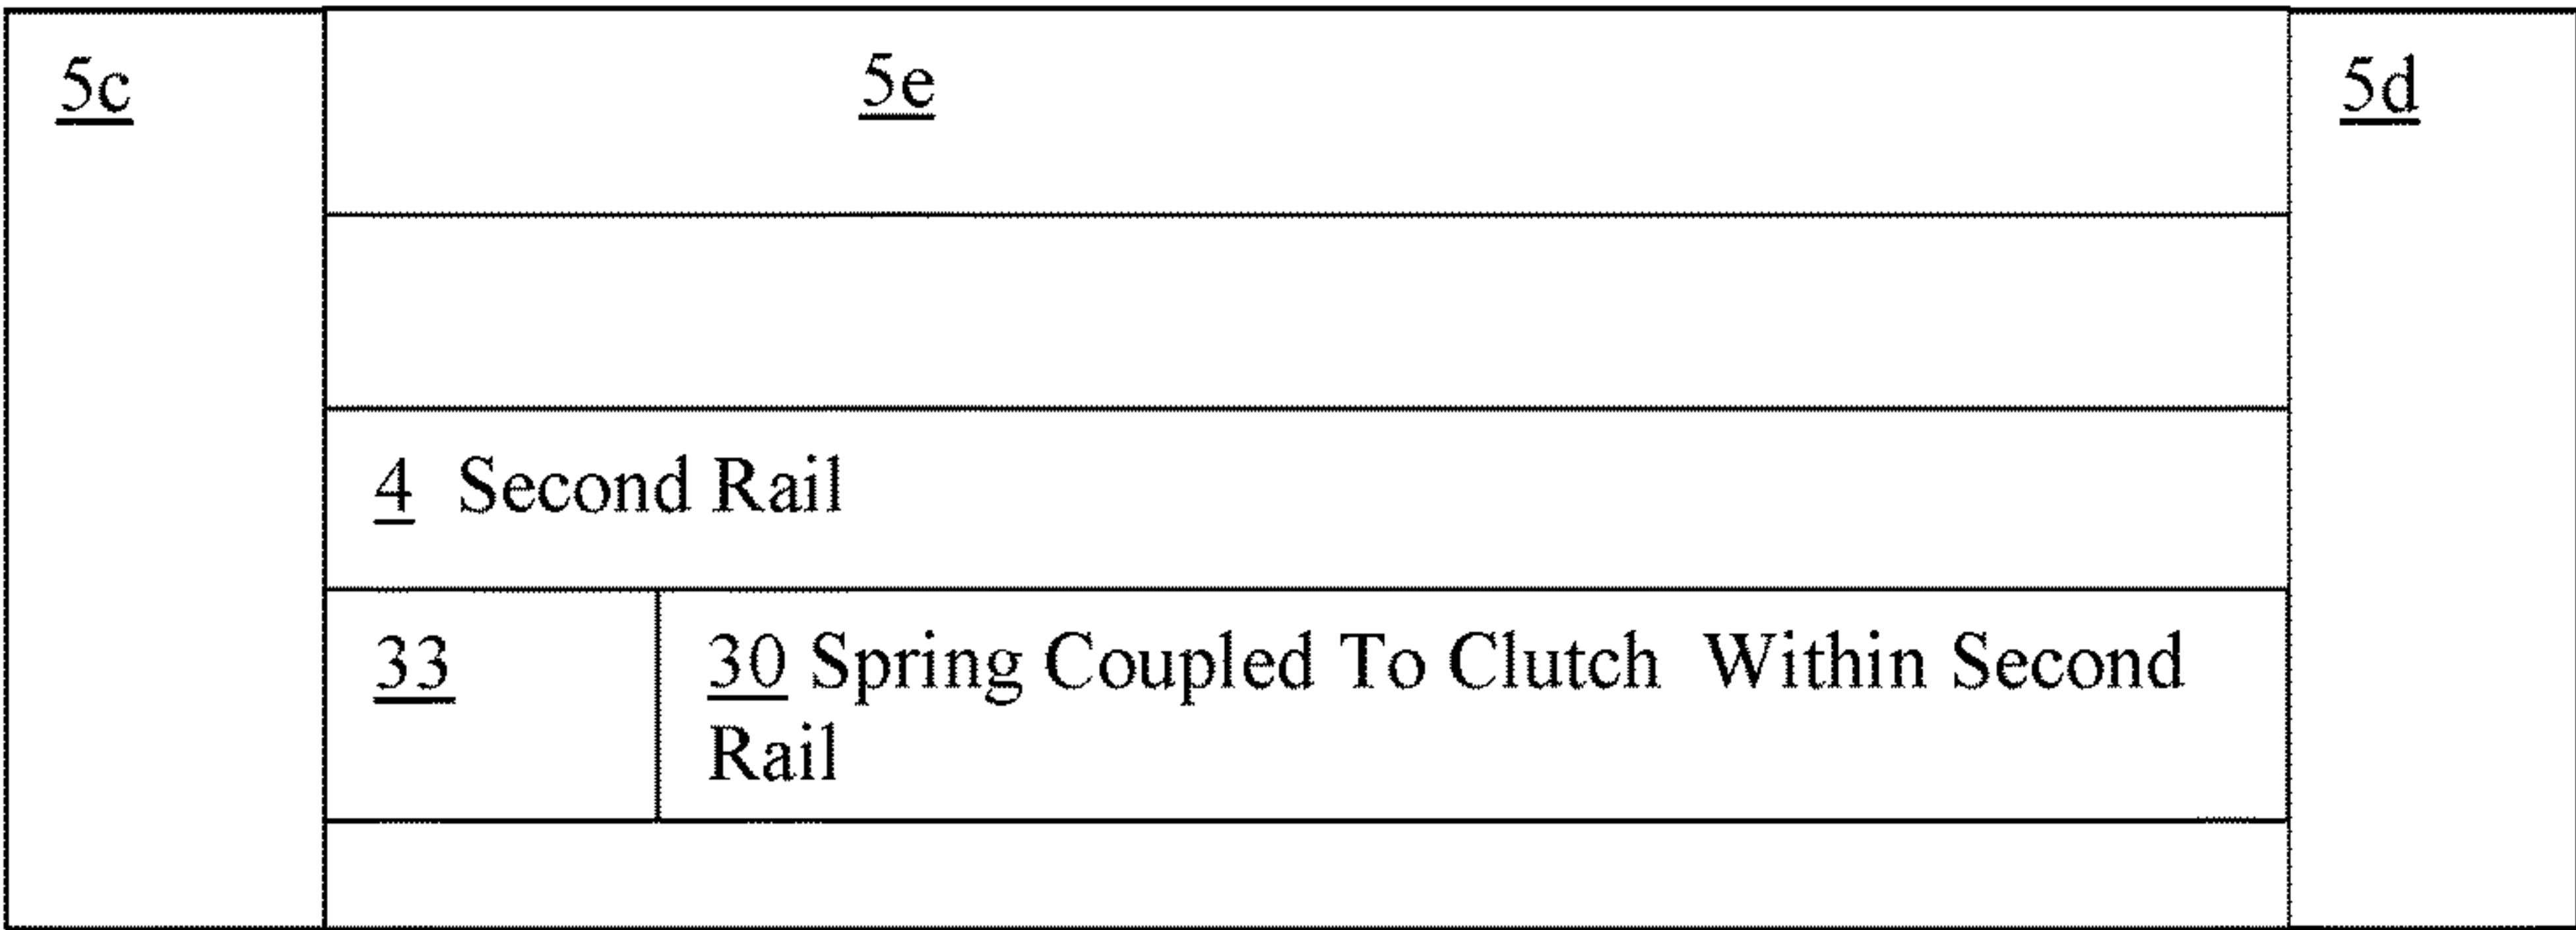 5c
5e
5d
4 Second Rail
33
30 Spring Coupled To Clutch Within Second
Rail